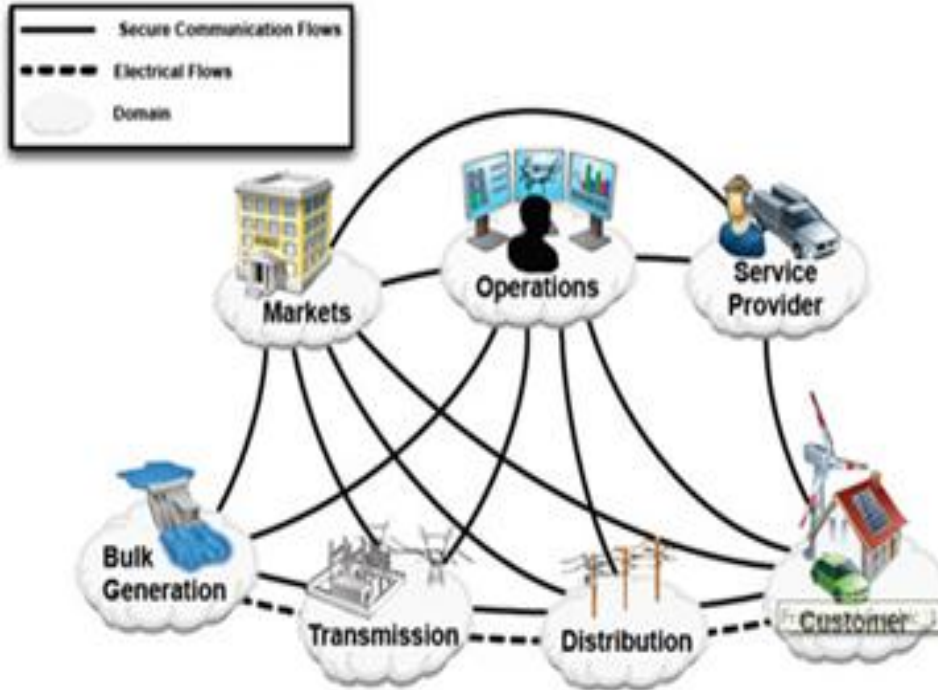 Secure Communication Flows
Electrical Flows
Domain
Markets
Operations
Service
Provider
Bulk
Generation
Transmission
Distribution
Customer